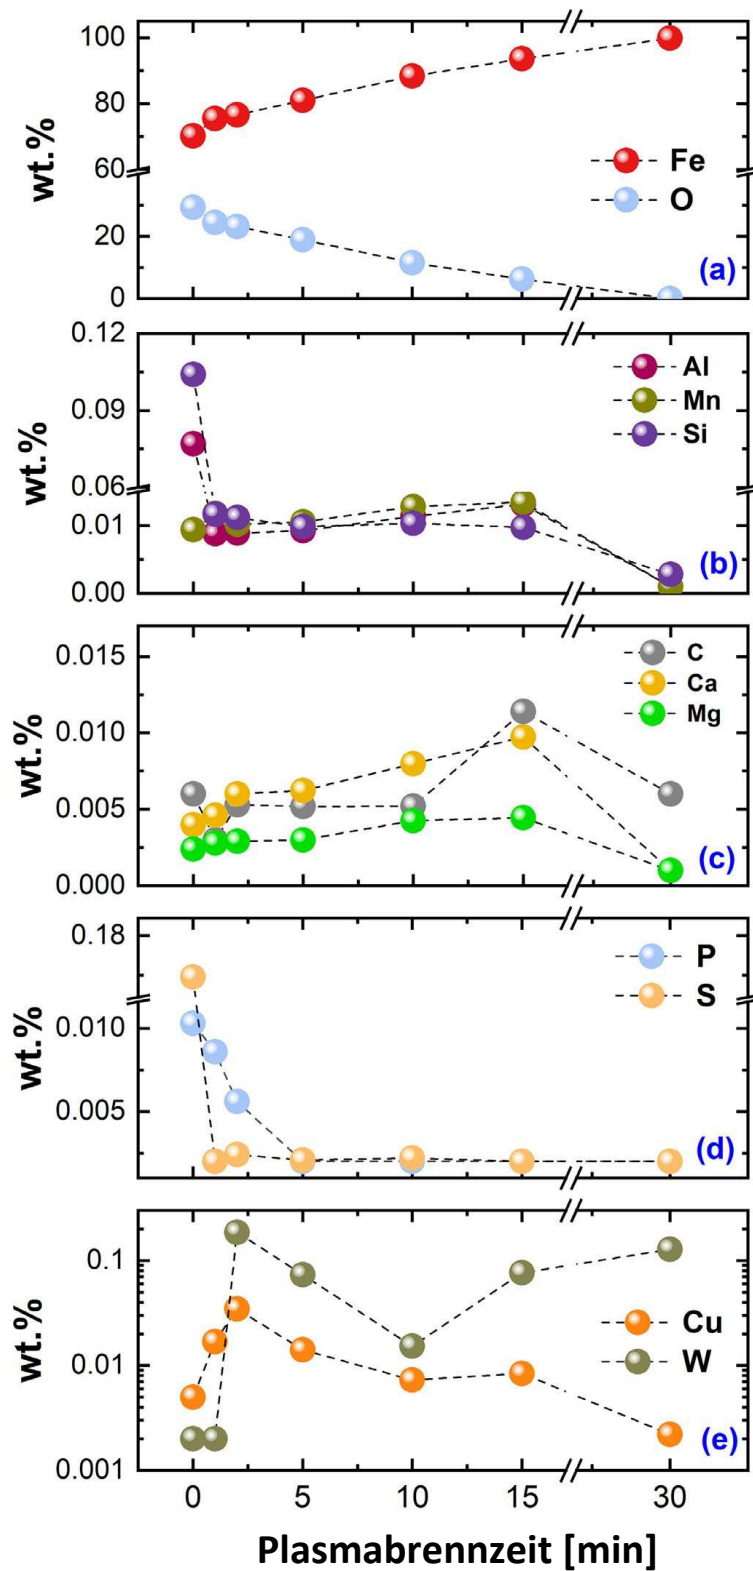 100
80
60
20
0
wt.%
Fe
O
(a)
0.12
0.09
0.06
0.01
0.00
wt.%
Al
Mn
Si
(b)
0.015
0.010
0.005
0.000
wt.%
C
Ca
Mg
(c)
0.18
0.010
0.005
wt.%
P
S
(d)
0.1
0.01
0.001
wt.%
Cu
W
(e)
0 5 10 15 30
Plasmabrennzeit [min]